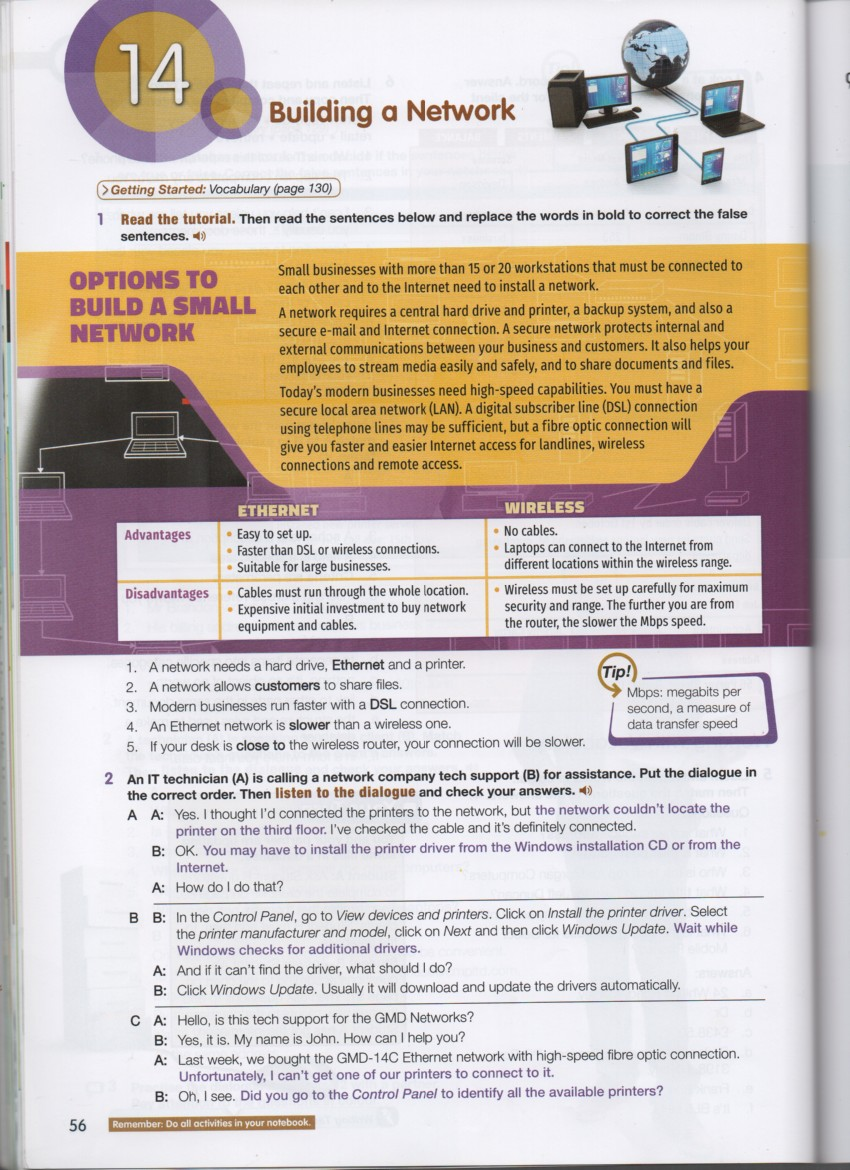 14
Building a Network
> Getting Started: Vocabulary (page 130)
1 Read the tutorial. Then read the sentences below and replace the words in bold to correct the false
sentences.
OPTIONS TO
BUILD A SMALL
NETWORK
Small businesses with more than 15 or 20 workstations that must be connected to
each other and to the Internet need to install a network.
A network requires a central hard drive and printer, a backup system, and also a
secure e-mail and Internet connection. A secure network protects internal and
external communications between your business and customers. It also helps your
employees to stream media easily and safely, and to share documents and files.
Today's modern businesses need high-speed capabilities. You must have a
secure local area network (LAN). A digital subscriber line (DSL) connection
using telephone lines may be sufficient, but a fibre optic connection will
give you faster and easier Internet access for landlines, wireless
connections and remote access.
ETHERNET
WIRELESS
Advantages
• Easy to set up.
• Faster than DSL or wireless connections.
• Suitable for large businesses.
• No cables.
• Laptops can connect to the Internet from
different locations within the wireless range.
Disadvantages
• Cables must run through the whole location.
• Expensive initial investment to buy network
equipment and cables.
• Wireless must be set up carefully for maximum
security and range. The further you are from
the router, the slower the Mbps speed.
1. A network needs a hard drive, Ethernet and a printer.
2. A network allows customers to share files.
3. Modern businesses run faster with a DSL connection.
4. An Ethernet network is slower than a wireless one.
5. If your desk is close to the wireless router, your connection will be slower.
Tip!
Mbps: megabits per
second, a measure of
data transfer speed
2 An IT technician (A) is calling a network company tech support (B) for assistance. Put the dialogue in
the correct order. Then listen to the dialogue and check your answers.
A A: Yes. I thought I'd connected the printers to the network, but the network couldn't locate the
printer on the third floor. I've checked the cable and it's definitely connected.
B: OK. You may have to install the printer driver from the Windows installation CD or from the
Internet.
A: How do I do that?
B B: In the Control Panel, go to View devices and printers. Click on Install the printer driver. Select
the printer manufacturer and model, click on Next and then click Windows Update. Wait while
Windows checks for additional drivers.
A: And if it can't find the driver, what should I do?
B: Click Windows Update. Usually it will download and update the drivers automatically.
C A: Hello, is this tech support for the GMD Networks?
B: Yes, it is. My name is John. How can I help you?
A: Last week, we bought the GMD-14C Ethernet network with high-speed fibre optic connection.
Unfortunately, I can't get one of our printers to connect to it.
B: Oh, I see. Did you go to the Control Panel to identify all the available printers?
56
Remember: Do all activities in your notebook.